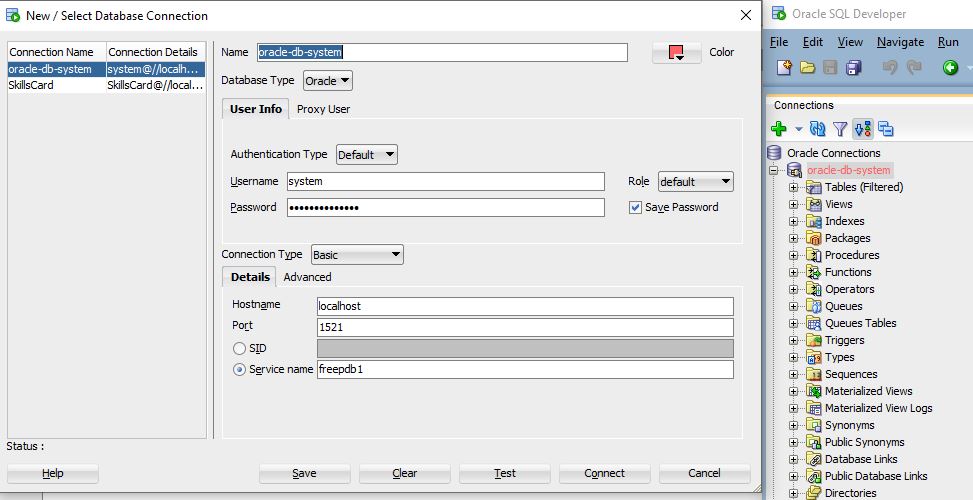 New / Select Database Connection
Connection Name Connection Details
oracle-db-system system@//localh...
SkillsCard SkillsCard@//local...
Name oracle-db-system Color
Database Type Oracle
User Info Proxy User
Authentication Type Default
Username system Role default
Password •••••••••••••• Save Password
Connection Type Basic
Details Advanced
Hostname localhost
Port 1521
SID
Service name freepdb1
Status :
Help Save Clear Test Connect Cancel
Oracle SQL Developer
File Edit View Navigate Run
Connections
Oracle Connections
oracle-db-system
Tables (Filtered)
Views
Indexes
Packages
Procedures
Functions
Operators
Queues
Queues Tables
Triggers
Types
Sequences
Materialized Views
Materialized View Logs
Synonyms
Public Synonyms
Database Links
Public Database Links
Directories